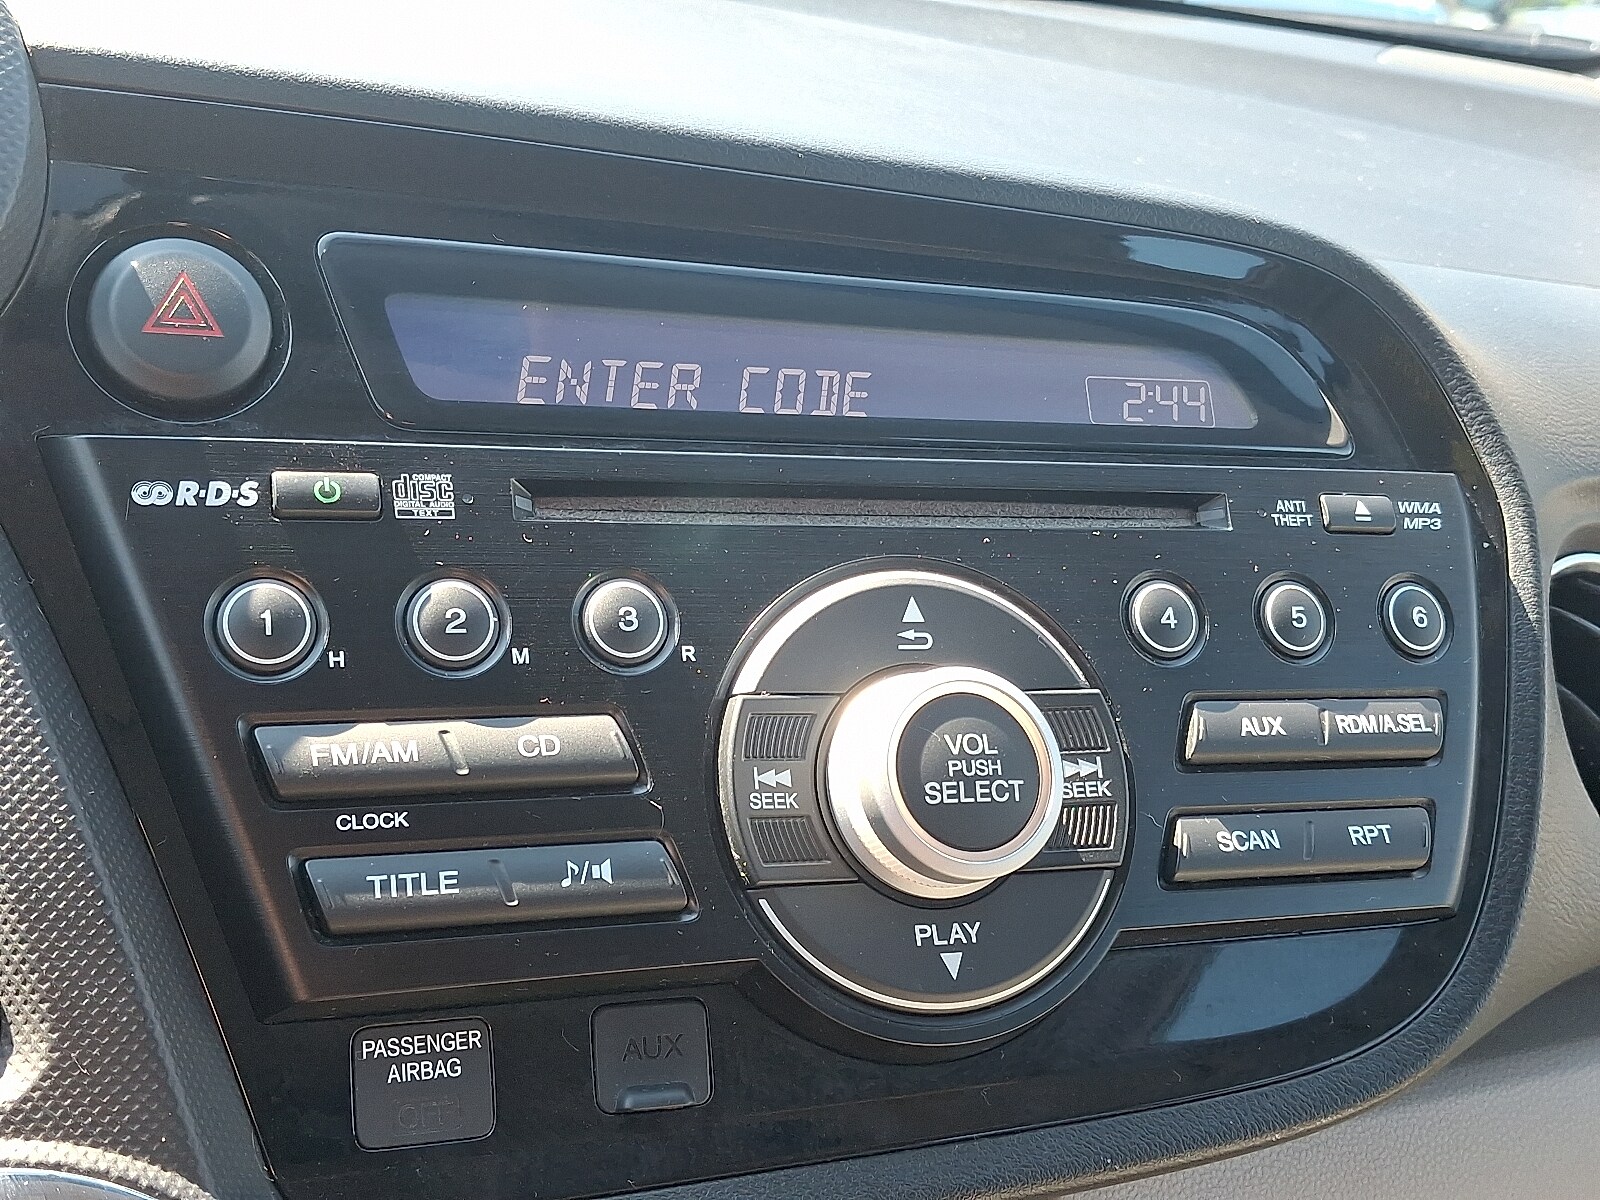 ENTER CODE 2:44
R·D·S
COMPACT
disc
DIGITAL AUDIO
TEXT
ANTI
THEFT
WMA
MP3
1 H 2 M 3 R 4 5 6
FM/AM CD
CLOCK
TITLE
SEEK
VOL
PUSH
SELECT
SEEK
PLAY
AUX RDM/A.SEL
SCAN RPT
PASSENGER
AIRBAG
OFF
AUX